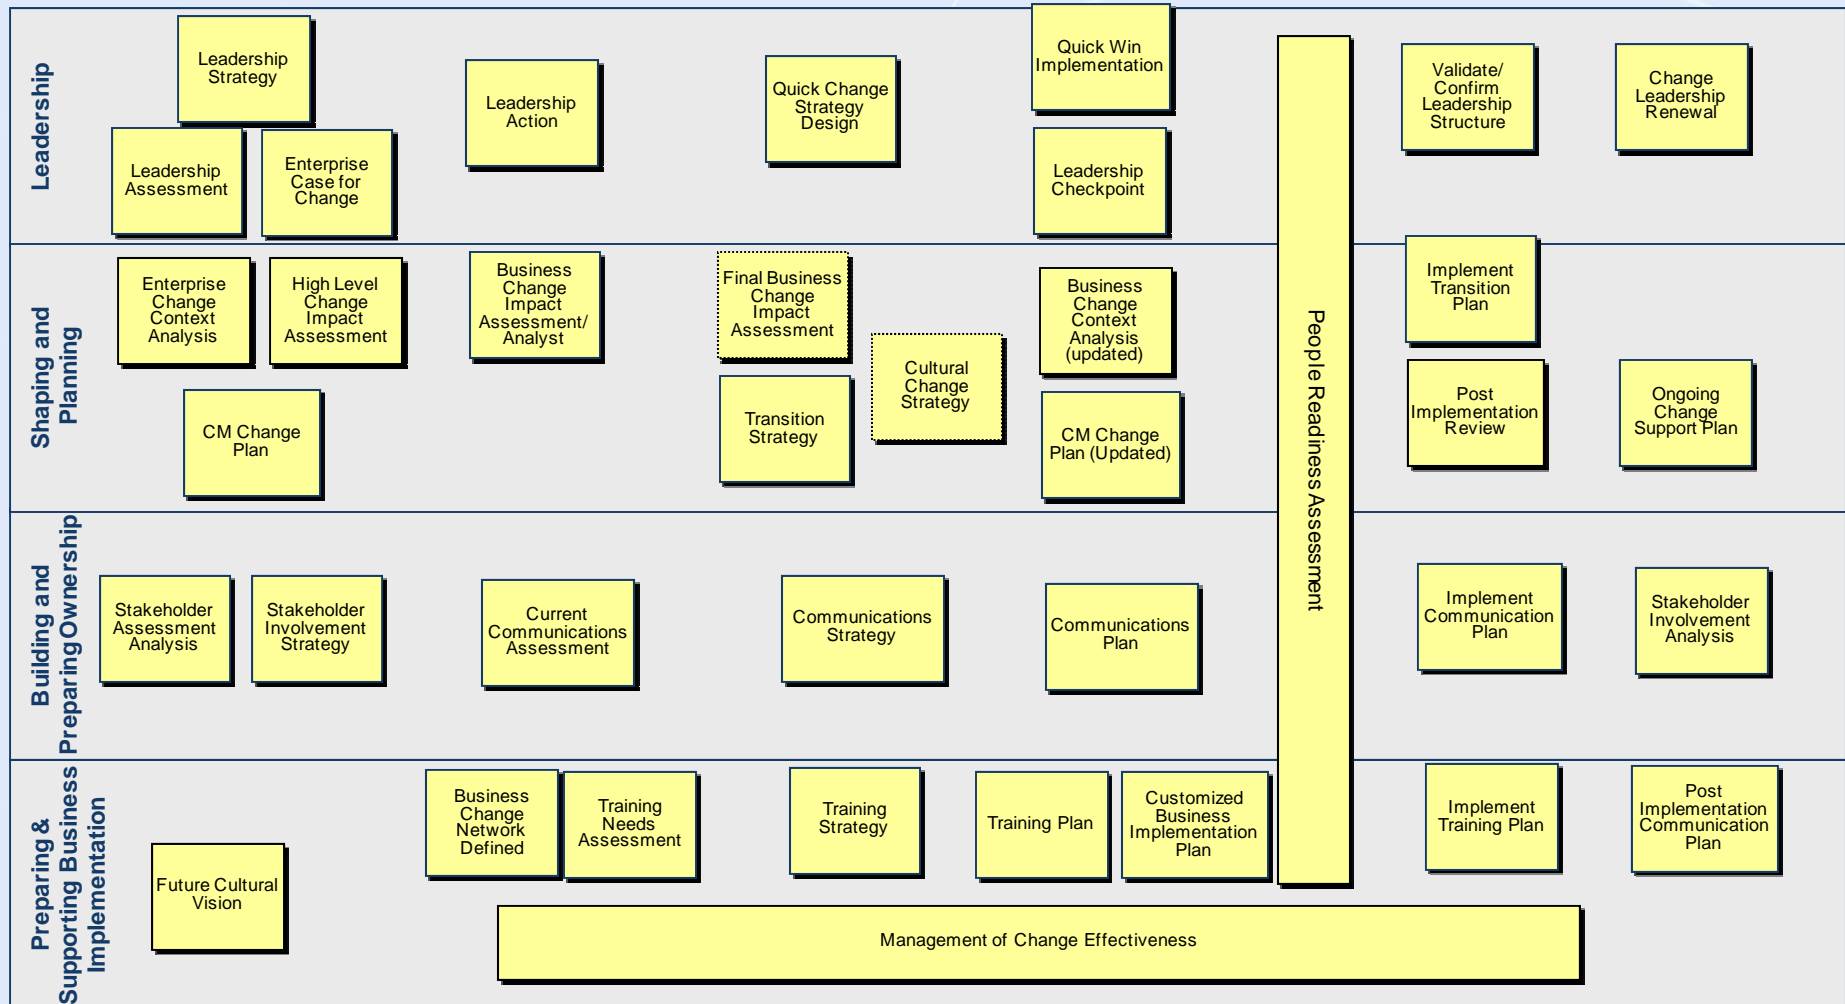 Leadership
Leadership
Strategy
Leadership
Assessment
Enterprise
Case for
Change
Leadership
Action
Quick Change
Strategy
Design
Quick Win
Implementation
Leadership
Checkpoint
Validate/
Confirm
Leadership
Structure
Change
Leadership
Renewal
Shaping and
Planning
Enterprise
Change
Context
Analysis
High Level
Change
Impact
Assessment
CM Change
Plan
Business
Change
Impact
Assessment/
Analyst
Final Business
Change
Impact
Assessment
Transition
Strategy
Cultural
Change
Strategy
Business
Change
Context
Analysis
(updated)
CM Change
Plan (Updated)
People Readiness Assessment
Implement
Transition
Plan
Post
Implementation
Review
Ongoing
Change
Support Plan
Building and
Preparing Ownership
Stakeholder
Assessment
Analysis
Stakeholder
Involvement
Strategy
Current
Communications
Assessment
Communications
Strategy
Communications
Plan
Implement
Communication
Plan
Stakeholder
Involvement
Analysis
Preparing &
Supporting Business
Implementation
Future Cultural
Vision
Business
Change
Network
Defined
Training
Needs
Assessment
Training
Strategy
Training Plan
Customized
Business
Implementation
Plan
Implement
Training Plan
Post
Implementation
Communication
Plan
Management of Change Effectiveness